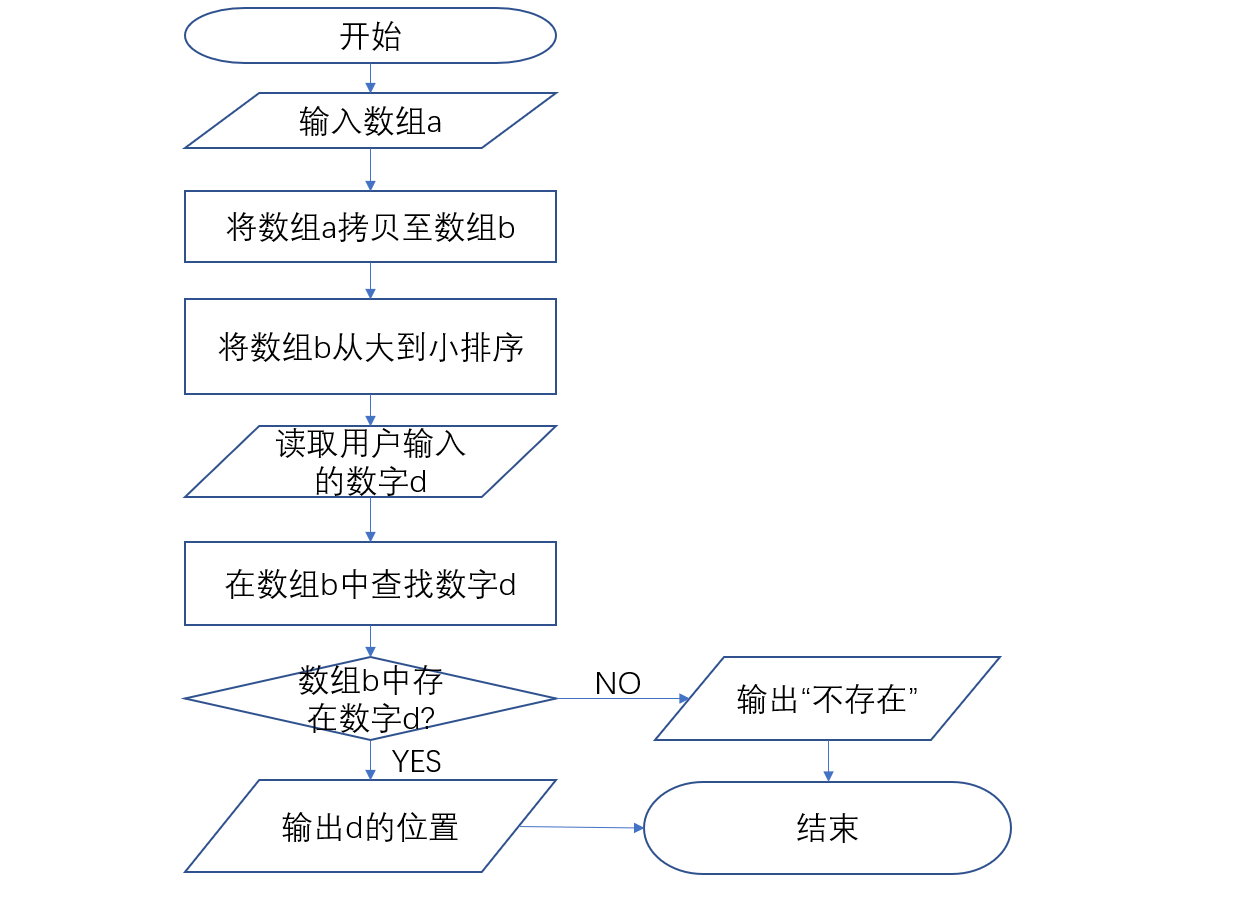 开始
输入数组a
将数组a拷贝至数组b
将数组b从大到小排序
读取用户输入
的数字d
在数组b中查找数字d
数组b中存
在数字d?
NO
输出“不存在”
YES
输出d的位置
结束